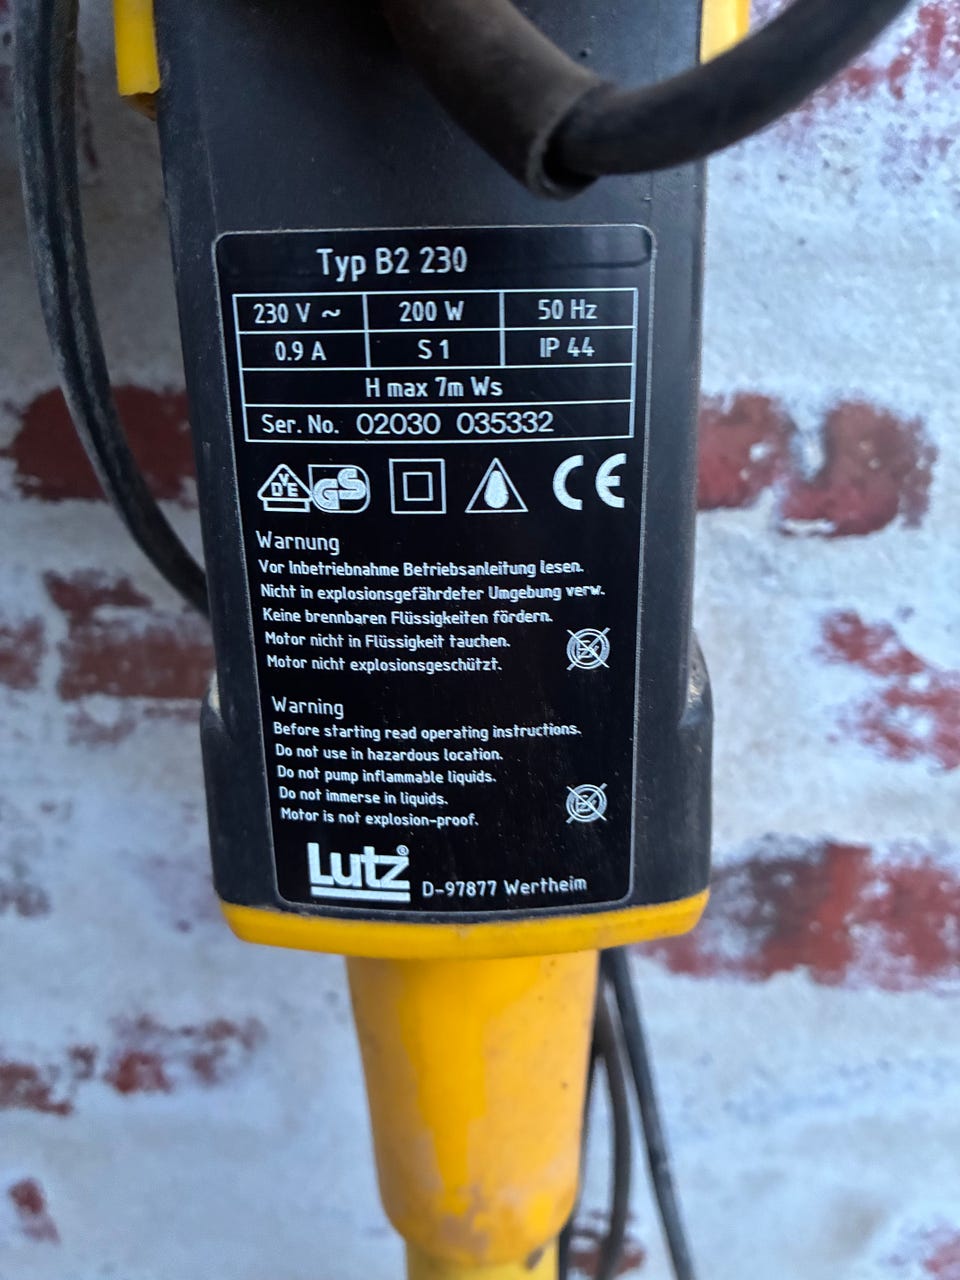 Typ B2 230
230 V ~ 200 W 50 Hz
0.9 A S 1 IP 44
H max 7m Ws
Ser. No. 02030 035332
VDE GS CE
Warnung
Vor Inbetriebnahme Betriebsanleitung lesen.
Nicht in explosionsgefährdeter Umgebung verw.
Keine brennbaren Flüssigkeiten fördern.
Motor nicht in Flüssigkeit tauchen.
Motor nicht explosionsgeschützt.
Ex
Warning
Before starting read operating instructions.
Do not use in hazardous location.
Do not pump inflammable liquids.
Do not immerse in liquids.
Motor is not explosion-proof.
Ex
Lutz® D-97877 Wertheim